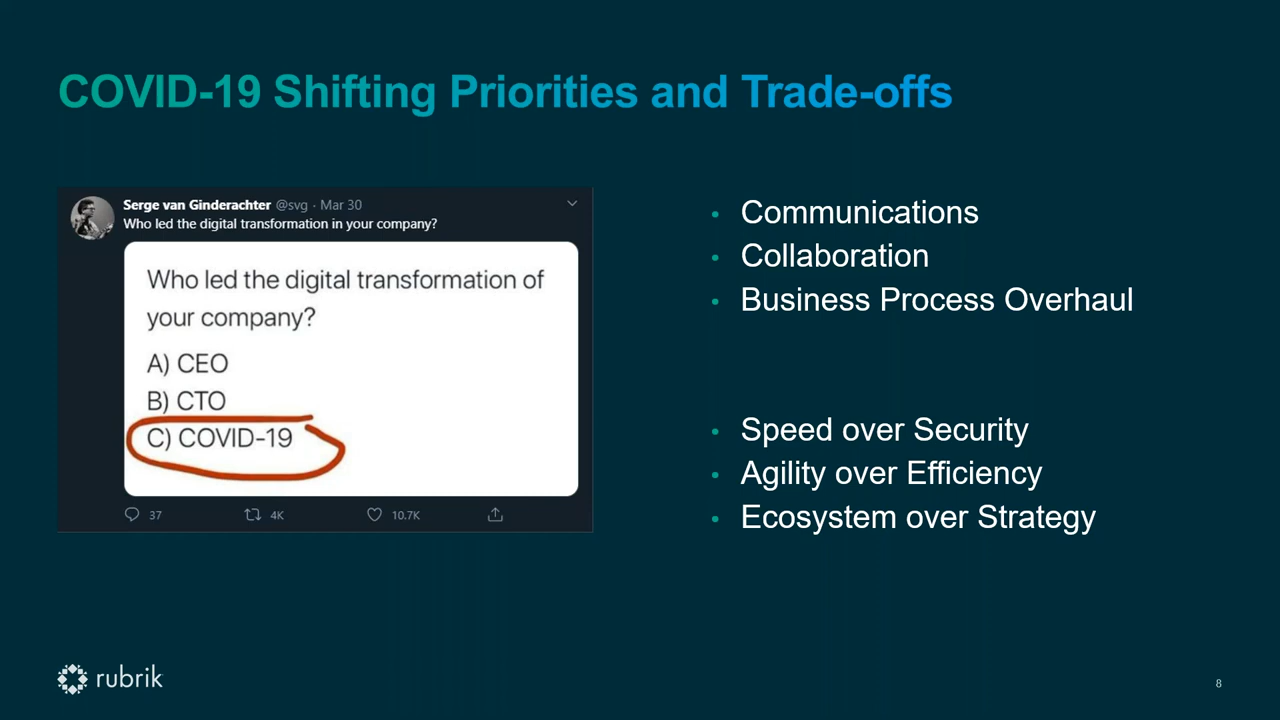 COVID-19 Shifting Priorities and Trade-offs
Serge van Ginderachter @svg · Mar 30
Who led the digital transformation in your company?
Who led the digital transformation of
your company?
A) CEO
B) CTO
C) COVID-19
37 4K 10.7K
• Communications
• Collaboration
• Business Process Overhaul
• Speed over Security
• Agility over Efficiency
• Ecosystem over Strategy
rubrik
8